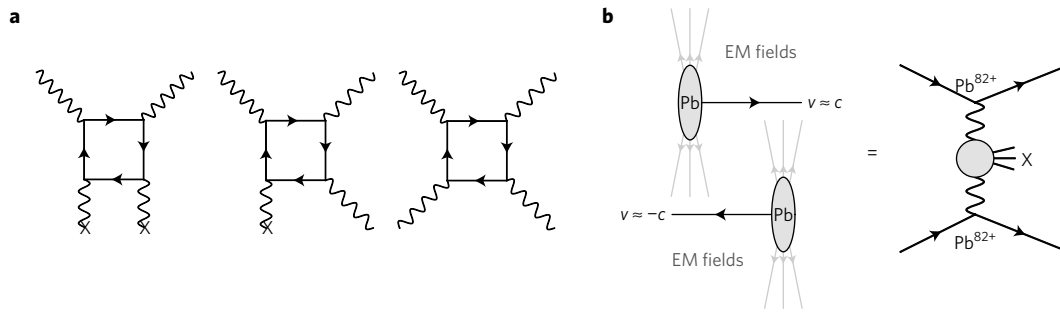 a
X X
X
b
EM fields
Pb
v ≈ c
v ≈ −c
Pb
EM fields
=
Pb82+
X
Pb82+